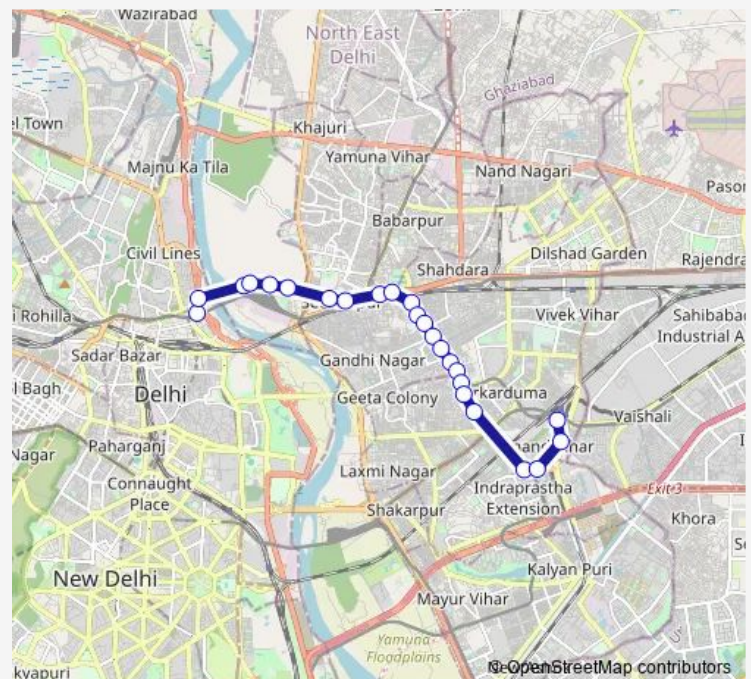 Wazirabad
North East
Delhi
Ghaziabad
el Town
Khajuri
Yamuna Vihar
Majnu Ka Tila
Nand Nagari
Pason
Babarpur
Civil Lines
Dilshad Garden
Shahdara
Rajendra
i Rohilla
Vivek Vihar
Sahibabad
Industrial A
Sadar Bazar
Gandhi Nagar
l Bagh
Delhi
Geeta Colony
rkarduma
Vaishali
Nagar
Paharganj
Laxmi Nagar
Connaught
Place
Indraprastha
Extension
Exit 3
Shakarpur
Khora
New Delhi
Kalyan Puri
Mayur Vihar
Yamuna
Floodplains
kyapuri
© OpenStreetMap contributors